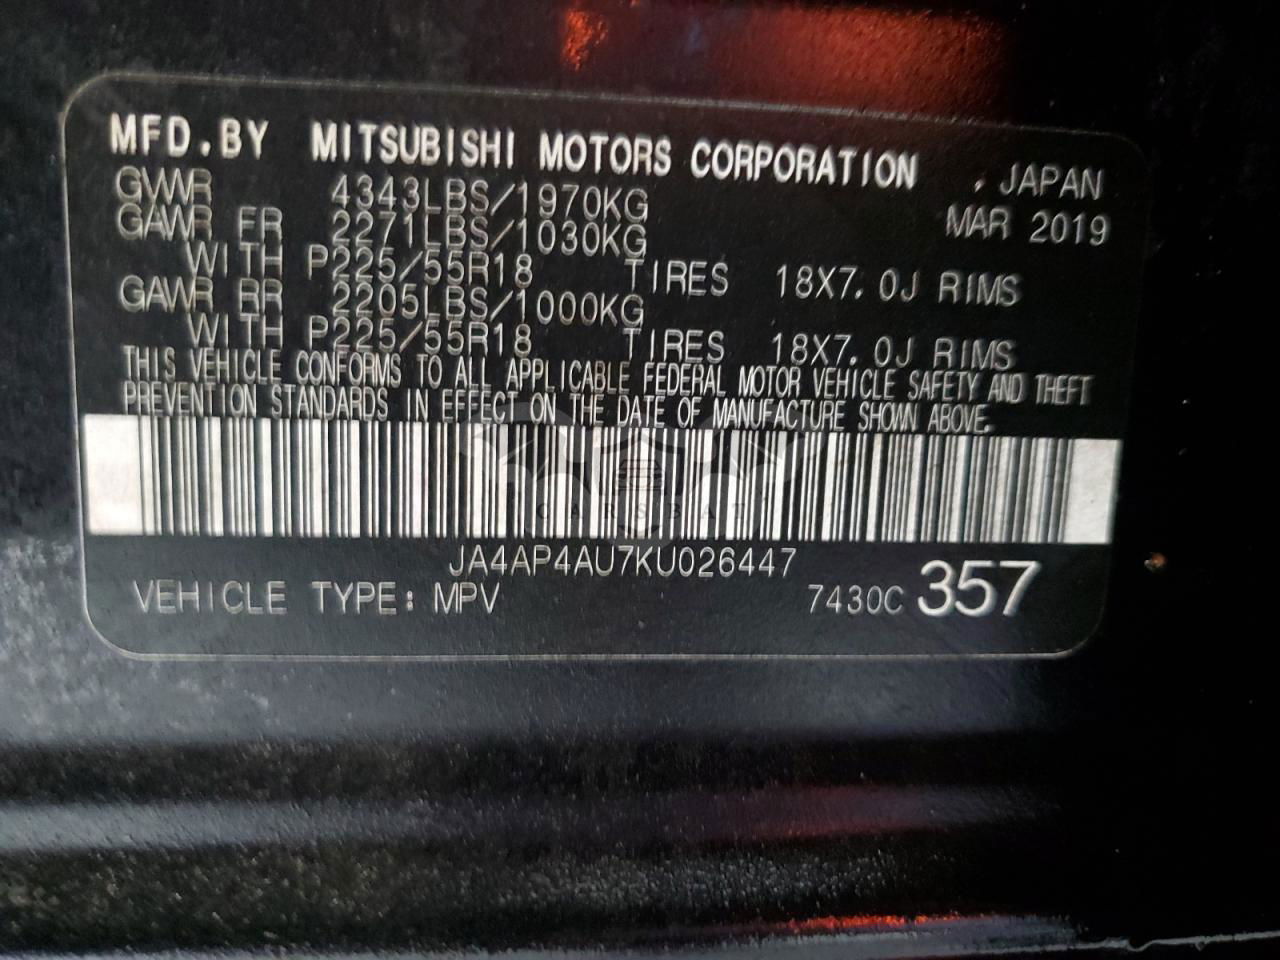 MFD.BY MITSUBISHI MOTORS CORPORATION , JAPAN
GVWR 4343LBS/1970KG MAR 2019
GAWR FR 2271LBS/1030KG
WITH P225/55R18 TIRES 18X7.0J RIMS
GAWR RR 2205LBS/1000KG
WITH P225/55R18 TIRES 18X7.0J RIMS
THIS VEHICLE CONFORMS TO ALL APPLICABLE FEDERAL MOTOR VEHICLE SAFETY AND THEFT
PREVENTION STANDARDS IN EFFECT ON THE DATE OF MANUFACTURE SHOWN ABOVE.
CARSBAT
JA4AP4AU7KU026447
VEHICLE TYPE: MPV 7430C 357